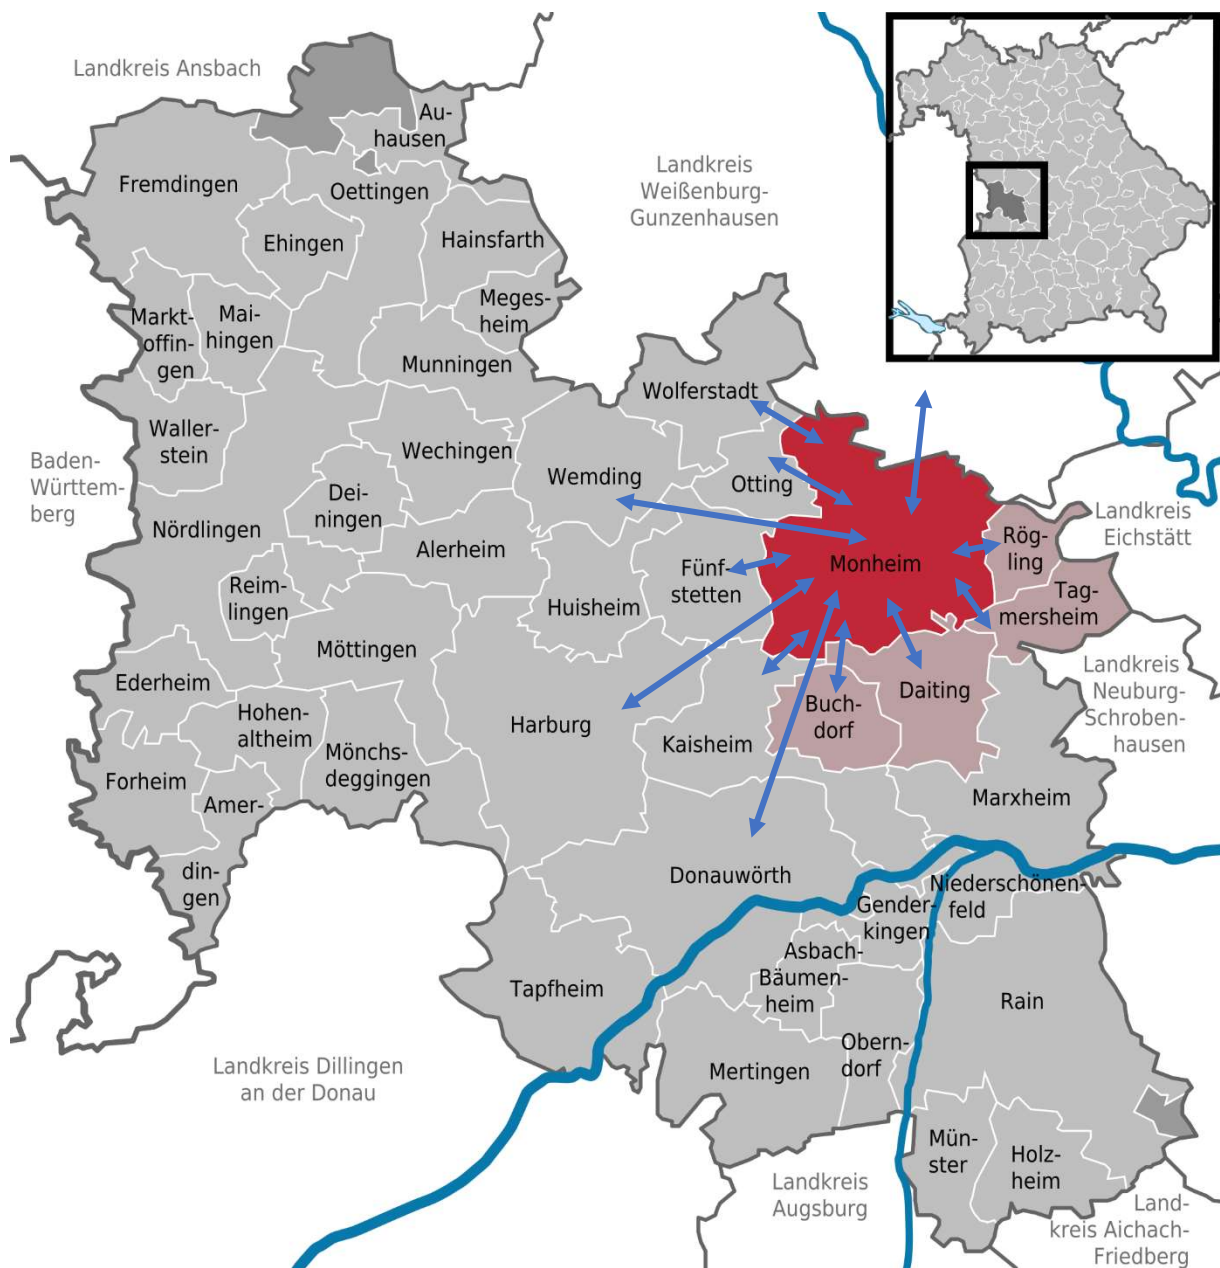 Landkreis Ansbach
Au-
hausen
Fremdingen
Oettingen
Landkreis
Weißenburg-
Gunzenhausen
Ehingen
Hainsfarth
Markt-
offin-
gen
Mai-
hingen
Meges-
heim
Munningen
Wolferstadt
Waller-
stein
Wechingen
Wemding
Otting
Baden-
Württem-
berg
Dei-
ningen
Nördlingen
Alerheim
Landkreis
Eichstätt
Rög-
ling
Monheim
Fünf-
stetten
Reim-
lingen
Huisheim
Tag-
mersheim
Möttingen
Ederheim
Landkreis
Neuburg-
Schroben-
hausen
Daiting
Buch-
dorf
Hohen-
altheim
Harburg
Kaisheim
Mönchs-
deggingen
Forheim
Amer-
dingen
Marxheim
Donauwörth
Niederschönen-
feld
Gender-
kingen
Asbach-
Bäumen-
heim
Tapfheim
Rain
Obern-
dorf
Mertingen
Landkreis Dillingen
an der Donau
Mün-
ster
Holz-
heim
Landkreis
Augsburg
Land-
kreis Aichach-
Friedberg